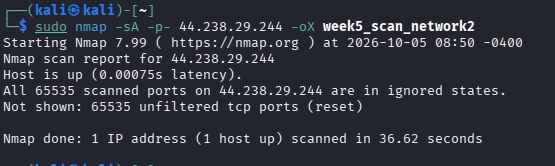 ┌──(kali㉿kali)-[~]
└─$ sudo nmap -sA -p- 44.238.29.244 -oX week5_scan_network2
Starting Nmap 7.99 ( https://nmap.org ) at 2026-10-05 08:50 -0400
Nmap scan report for 44.238.29.244
Host is up (0.00075s latency).
All 65535 scanned ports on 44.238.29.244 are in ignored states.
Not shown: 65535 unfiltered tcp ports (reset)

Nmap done: 1 IP address (1 host up) scanned in 36.62 seconds